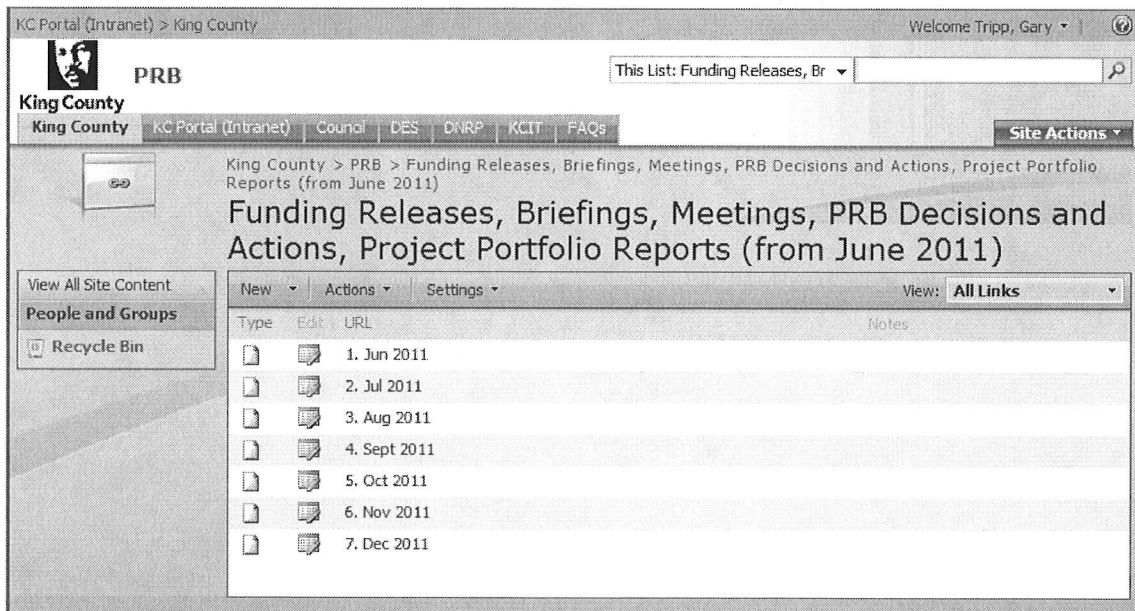 KC Portal (Intranet) > King County
Welcome Tripp, Gary
King County
PRB
This List: Funding Releases, Br
King County
KC Portal (Intranet)
Council
DES
DNRP
KCIT
FAQs
Site Actions
King County > PRB > Funding Releases, Briefings, Meetings, PRB Decisions and Actions, Project Portfolio
Reports (from June 2011)
Funding Releases, Briefings, Meetings, PRB Decisions and
Actions, Project Portfolio Reports (from June 2011)
View All Site Content
People and Groups
Recycle Bin
New Actions Settings View: All Links
Type Edit URL Notes
1. Jun 2011
2. Jul 2011
3. Aug 2011
4. Sept 2011
5. Oct 2011
6. Nov 2011
7. Dec 2011